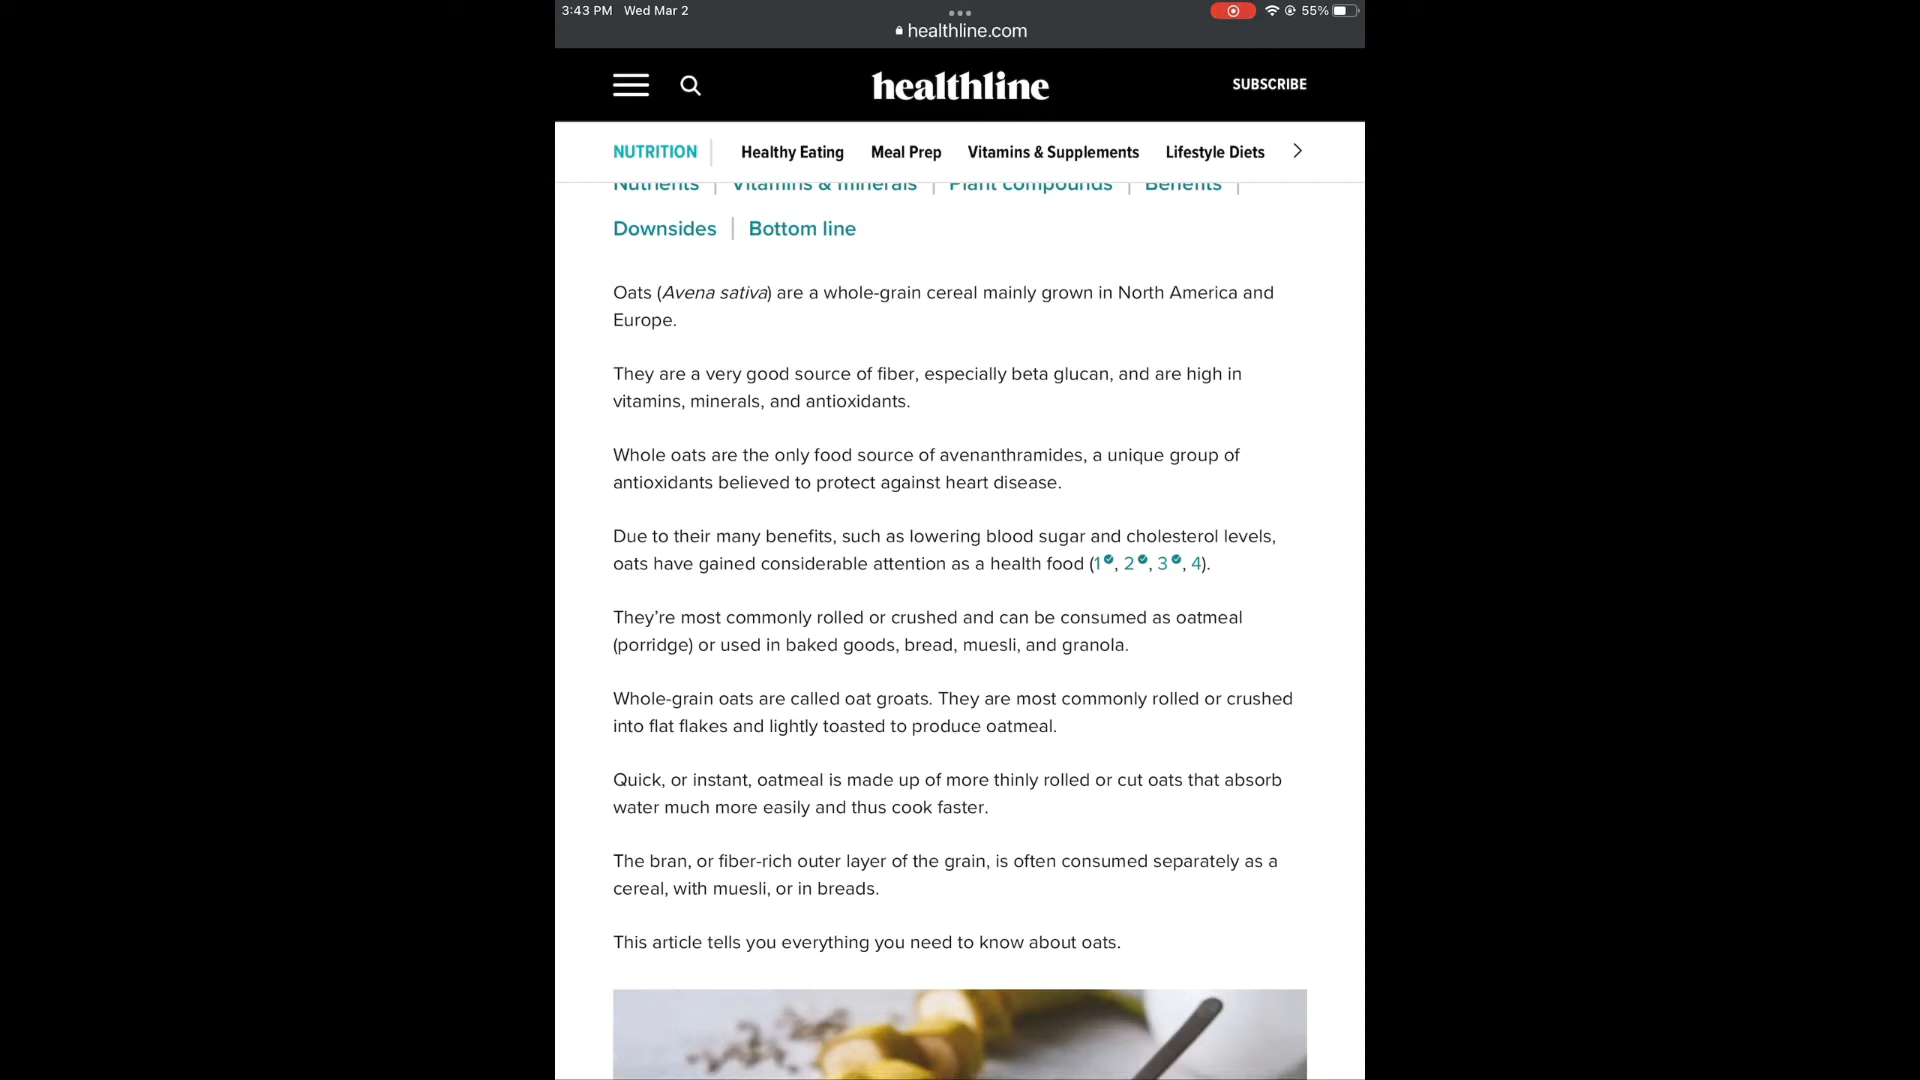 3:43 PM Wed Mar 2
55%
healthline.com
healthline
SUBSCRIBE
NUTRITION
Healthy Eating
Meal Prep
Vitamins & Supplements
Lifestyle Diets
Nutrients | Vitamins & minerals | Plant compounds | Benefits |
Downsides | Bottom line
Oats (Avena sativa) are a whole-grain cereal mainly grown in North America and
Europe.
They are a very good source of fiber, especially beta glucan, and are high in
vitamins, minerals, and antioxidants.
Whole oats are the only food source of avenanthramides, a unique group of
antioxidants believed to protect against heart disease.
Due to their many benefits, such as lowering blood sugar and cholesterol levels,
oats have gained considerable attention as a health food (1, 2, 3, 4).
They’re most commonly rolled or crushed and can be consumed as oatmeal
(porridge) or used in baked goods, bread, muesli, and granola.
Whole-grain oats are called oat groats. They are most commonly rolled or crushed
into flat flakes and lightly toasted to produce oatmeal.
Quick, or instant, oatmeal is made up of more thinly rolled or cut oats that absorb
water much more easily and thus cook faster.
The bran, or fiber-rich outer layer of the grain, is often consumed separately as a
cereal, with muesli, or in breads.
This article tells you everything you need to know about oats.